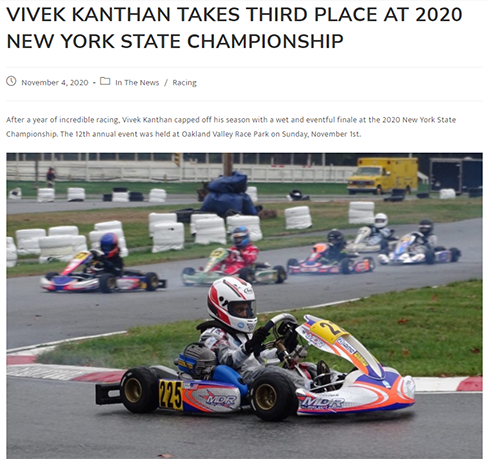 VIVEK KANTHAN TAKES THIRD PLACE AT 2020
NEW YORK STATE CHAMPIONSHIP
November 4, 2020 - In The News / Racing
After a year of incredible racing, Vivek Kanthan capped off his season with a wet and eventful finale at the 2020 New York State
Championship. The 12th annual event was held at Oakland Valley Race Park on Sunday, November 1st.
225